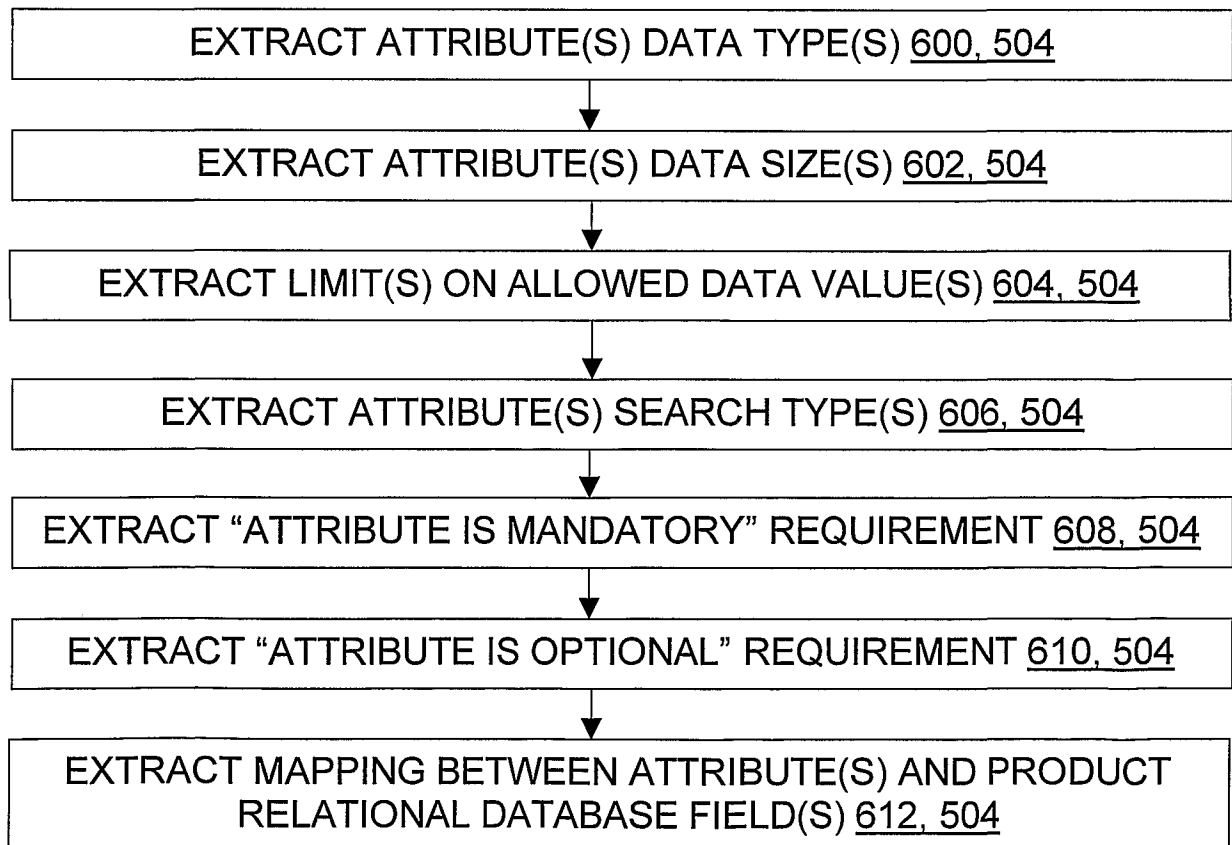 EXTRACT ATTRIBUTE(S) DATA TYPE(S) 600, 504
EXTRACT ATTRIBUTE(S) DATA SIZE(S) 602, 504
EXTRACT LIMIT(S) ON ALLOWED DATA VALUE(S) 604, 504
EXTRACT ATTRIBUTE(S) SEARCH TYPE(S) 606, 504
EXTRACT “ATTRIBUTE IS MANDATORY” REQUIREMENT 608, 504
EXTRACT “ATTRIBUTE IS OPTIONAL” REQUIREMENT 610, 504
EXTRACT MAPPING BETWEEN ATTRIBUTE(S) AND PRODUCT
RELATIONAL DATABASE FIELD(S) 612, 504